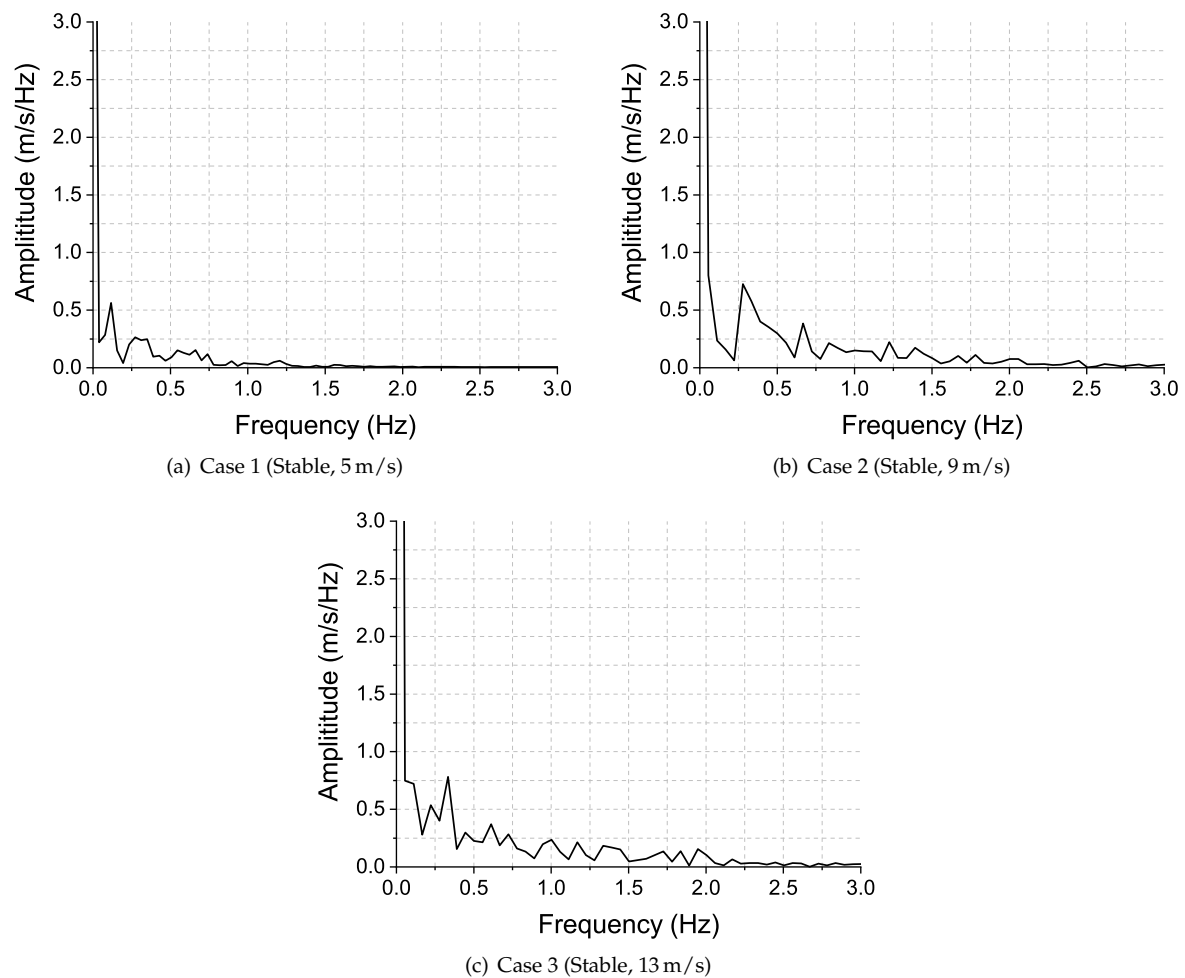 3.0
2.5
2.0
1.5
1.0
0.5
0.0
Amplititude (m/s/Hz)
0.0 0.5 1.0 1.5 2.0 2.5 3.0
Frequency (Hz)
(a) Case 1 (Stable, 5 m/s)
3.0
2.5
2.0
1.5
1.0
0.5
0.0
Amplititude (m/s/Hz)
0.0 0.5 1.0 1.5 2.0 2.5 3.0
Frequency (Hz)
(b) Case 2 (Stable, 9 m/s)
3.0
2.5
2.0
1.5
1.0
0.5
0.0
Amplititude (m/s/Hz)
0.0 0.5 1.0 1.5 2.0 2.5 3.0
Frequency (Hz)
(c) Case 3 (Stable, 13 m/s)